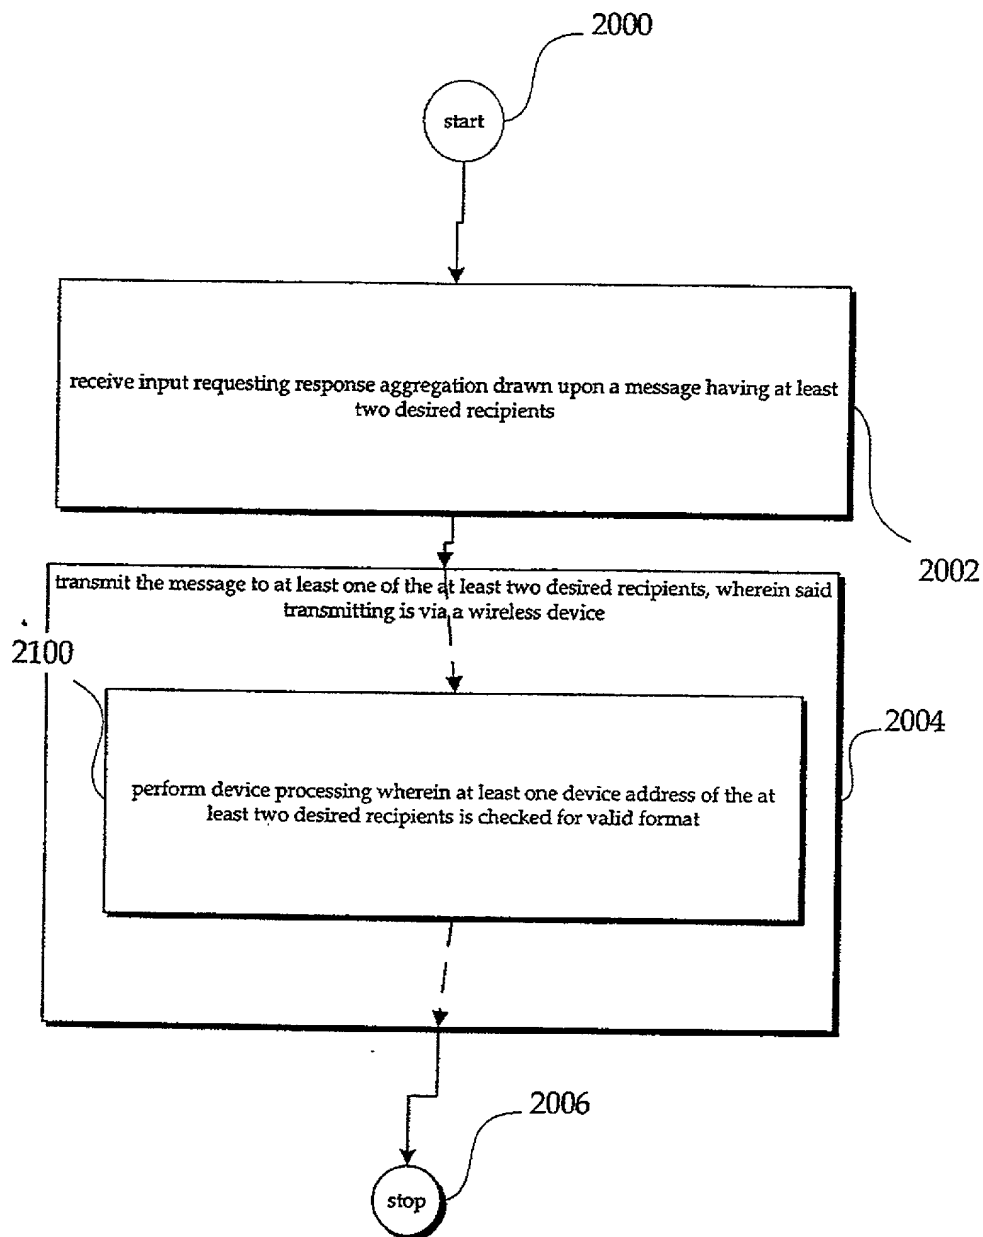 2000
start
receive input requesting response aggregation drawn upon a message having at least
two desired recipients
2002
transmit the message to at least one of the at least two desired recipients, wherein said
transmitting is via a wireless device
2100
2004
perform device processing wherein at least one device address of the at
least two desired recipients is checked for valid format
2006
stop